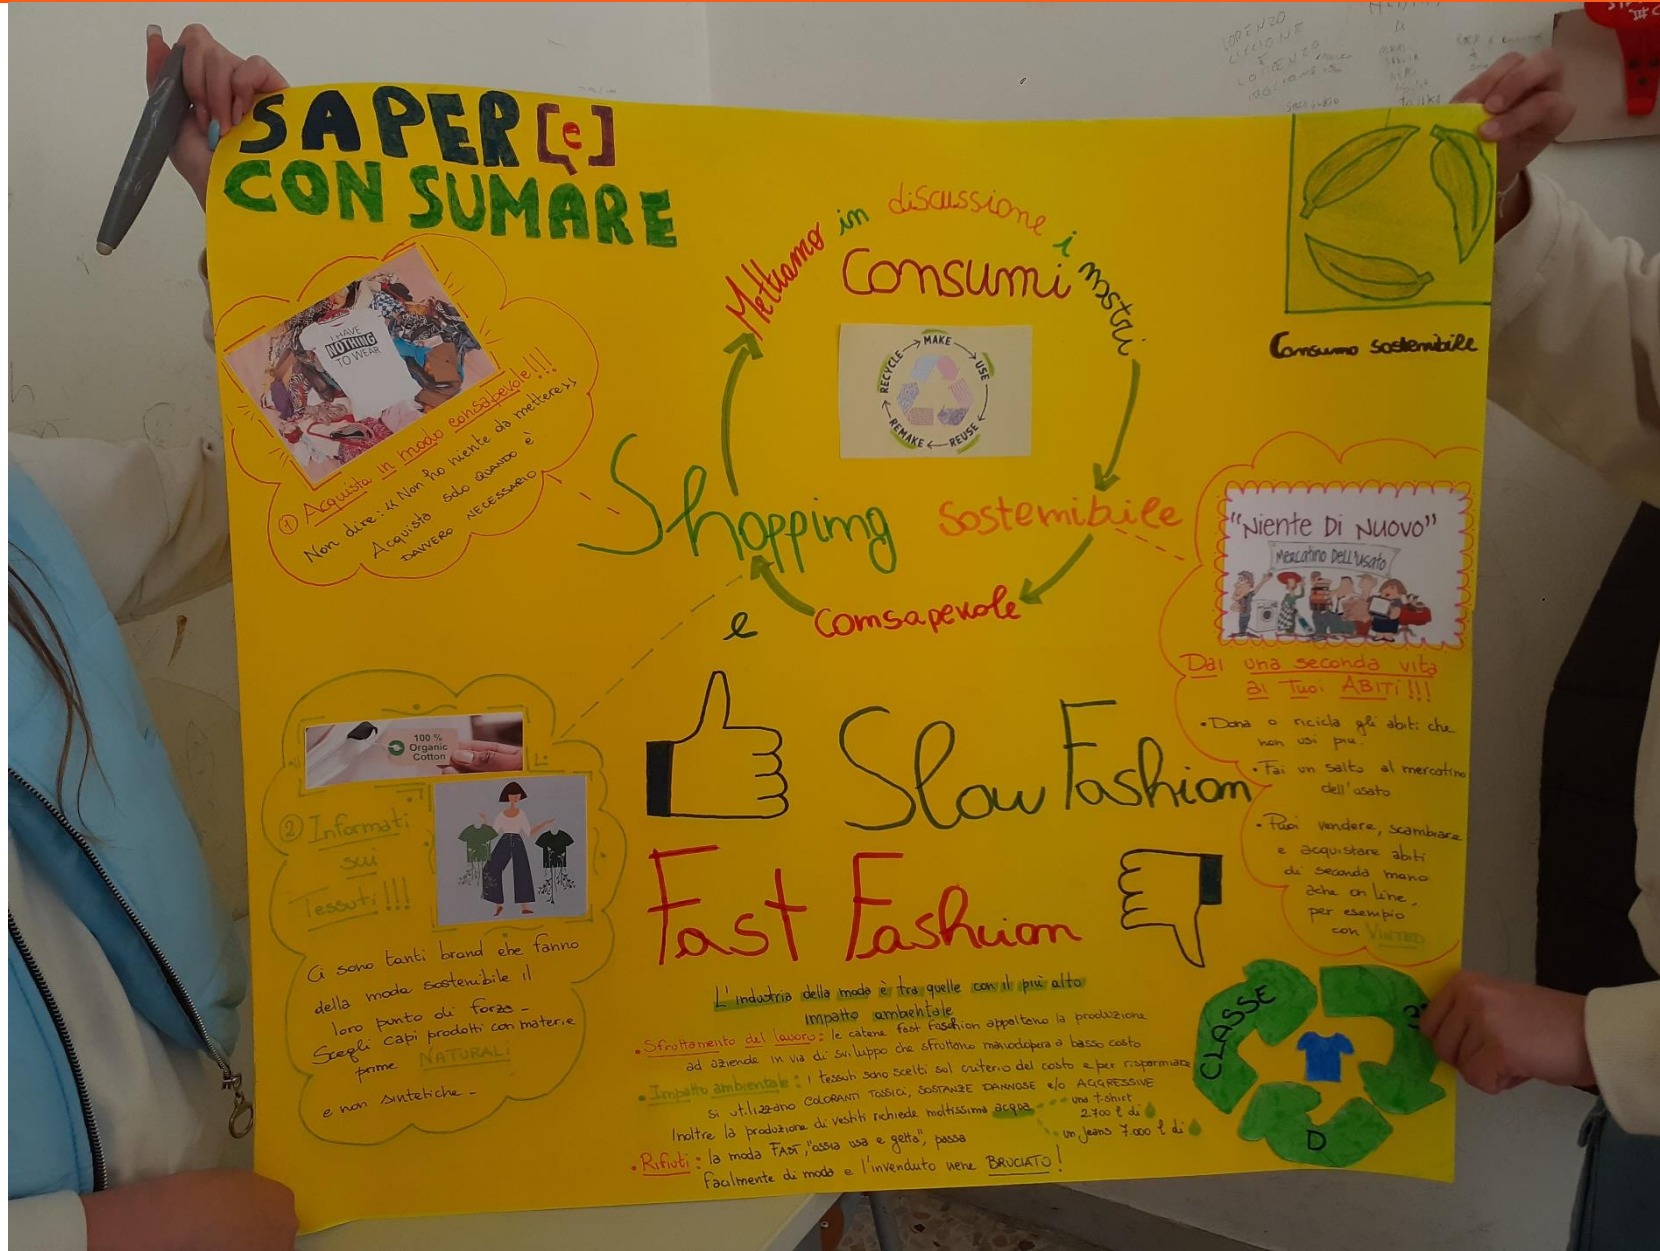 SAPER[e]
CONSUMARE
Mettiamo in discussione i nostri
Consumi
MAKE
USE
REUSE
REMAKE
RECYCLE
Shopping sostenibile
e consapevole
Consumo sostenibile
I HAVE
NOTHING
TO WEAR
① Acquista in modo consapevole!!!
Non dire: << Non ho niente da mettere>>
Acquista solo QUANDO è
DAVVERO NECESSARIO
100 %
Organic
Cotton
② Informati
sui
Tessuti!!!
Ci sono tanti brand che fanno
della moda sostenibile il
loro punto di forza -
Scegli capi prodotti con materie
prime NATURALI
e non sintetiche -
"Niente Di Nuovo"
Mercatino Dell'usato
Dai una seconda vita
ai Tuoi ABITI!!!
• Dona o ricicla gli abiti che
non usi più.
• Fai un salto al mercatino
dell'usato
• Puoi vendere, scambiare
e acquistare abiti
di seconda mano
ache on line,
per esempio
con VINTED
Slow Fashion
Fast Fashion
L'industria della moda è tra quelle con il più alto
impatto ambientale
• Sfruttamento del lavoro: le catene fast Faschion appaltano la produzione
ad aziende in via di sviluppo che sfruttano manodopera a basso costo
• Impatto ambientale: i tessuti sono scelti sul criterio del costo e per risparmiare
si utilizzano COLORANTI TOSSICI, SOSTANZE DANNOSE e/o AGGRESSIVE
Inoltre la produzione di vestiti richiede moltissima acqua
una t-shirt
2.700 l di
un jeans 7.000 l di
• Rifiuti: la moda FAST, "ossia usa e getta", passa
facilmente di moda e l'invenduto viene BRUCIATO!
CLASSE
D
LORENZO